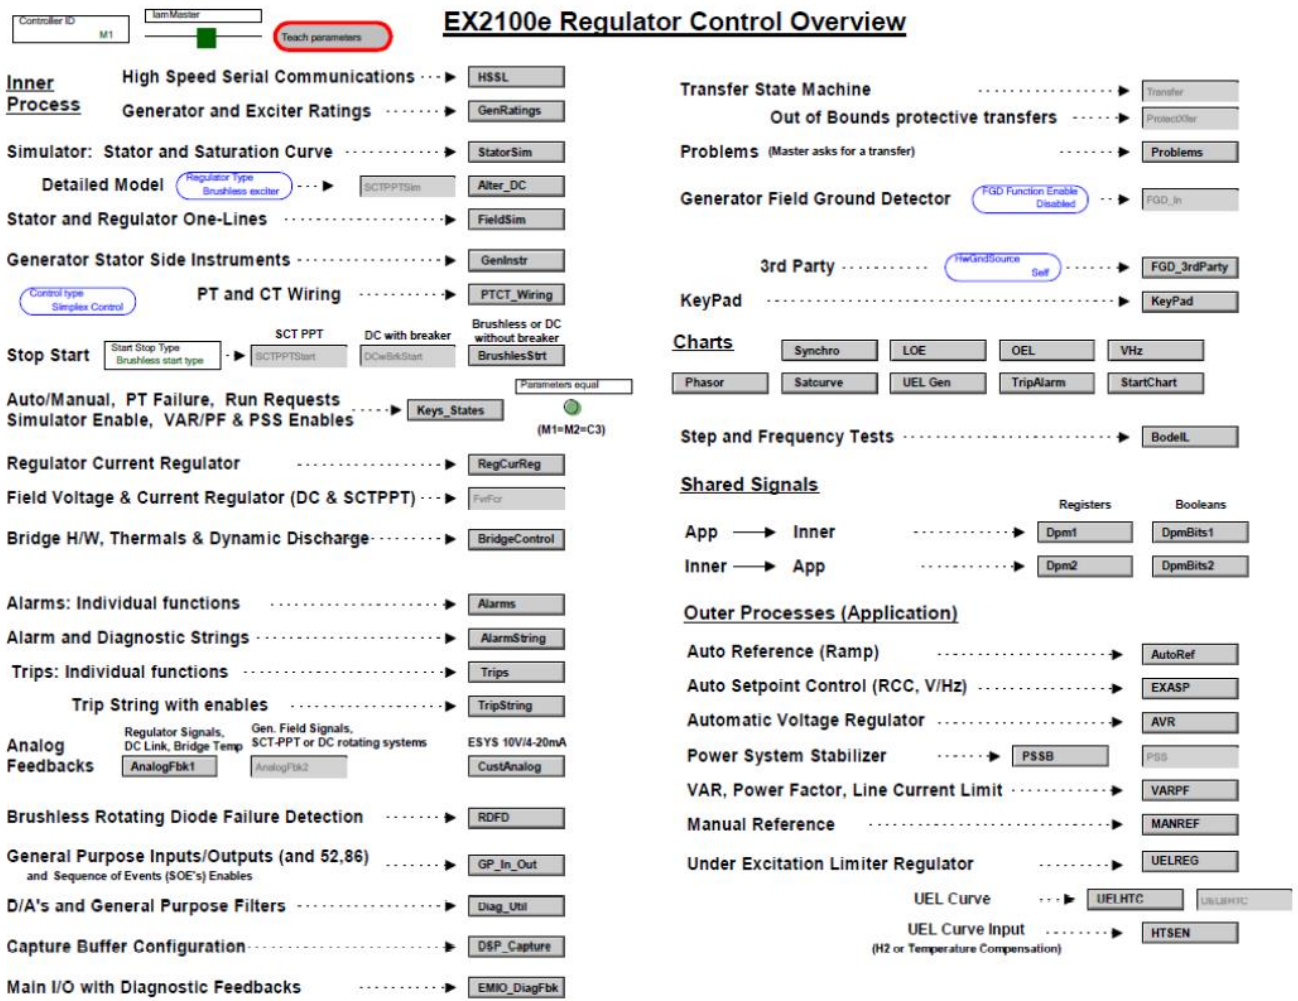 Controller ID
M1
IamMaster
Teach parameters
EX2100e Regulator Control Overview
Inner
Process
High Speed Serial Communications
HSSL
Generator and Exciter Ratings
GenRatings
Simulator: Stator and Saturation Curve
StatorSim
Detailed Model
Regulator Type
Brushless exciter
SCTPPTSim
Alter_DC
Stator and Regulator One-Lines
FieldSim
Generator Stator Side Instruments
GenInstr
Control type
Simplex Control
PT and CT Wiring
PTCT_Wiring
SCT PPT
DC with breaker
Brushless or DC
without breaker
Stop Start
Start Stop Type
Brushless start type
SCTPPTStart
DCwBrkStart
BrushlesStrt
Auto/Manual, PT Failure, Run Requests
Simulator Enable, VAR/PF & PSS Enables
Keys_States
Parameters equal
(M1=M2=C3)
Regulator Current Regulator
RegCurReg
Field Voltage & Current Regulator (DC & SCTPPT)
FvrFcr
Bridge H/W, Thermals & Dynamic Discharge
BridgeControl
Alarms: Individual functions
Alarms
Alarm and Diagnostic Strings
AlarmString
Trips: Individual functions
Trips
Trip String with enables
TripString
Analog
Feedbacks
Regulator Signals,
DC Link, Bridge Temp
Gen. Field Signals,
SCT-PPT or DC rotating systems
ESYS 10V/4-20mA
AnalogFbk1
AnalogFbk2
CustAnalog
Brushless Rotating Diode Failure Detection
RDFD
General Purpose Inputs/Outputs (and 52,86)
and Sequence of Events (SOE's) Enables
GP_In_Out
D/A's and General Purpose Filters
Diag_Util
Capture Buffer Configuration
DSP_Capture
Main I/O with Diagnostic Feedbacks
EMIO_DiagFbk
Transfer State Machine
Transfer
Out of Bounds protective transfers
ProtectXfer
Problems (Master asks for a transfer)
Problems
Generator Field Ground Detector
FGD Function Enable
Disabled
FGD_In
3rd Party
HwGndSource
Self
FGD_3rdParty
KeyPad
KeyPad
Charts
Synchro
LOE
OEL
VHz
Phasor
Satcurve
UEL Gen
TripAlarm
StartChart
Step and Frequency Tests
BodeIL
Shared Signals
Registers
Booleans
App
Inner
Dpm1
DpmBits1
Inner
App
Dpm2
DpmBits2
Outer Processes (Application)
Auto Reference (Ramp)
AutoRef
Auto Setpoint Control (RCC, V/Hz)
EXASP
Automatic Voltage Regulator
AVR
Power System Stabilizer
PSSB
PSS
VAR, Power Factor, Line Current Limit
VARPF
Manual Reference
MANREF
Under Excitation Limiter Regulator
UELREG
UEL Curve
UELHTC
UEL Curve Input
(H2 or Temperature Compensation)
HTSEN